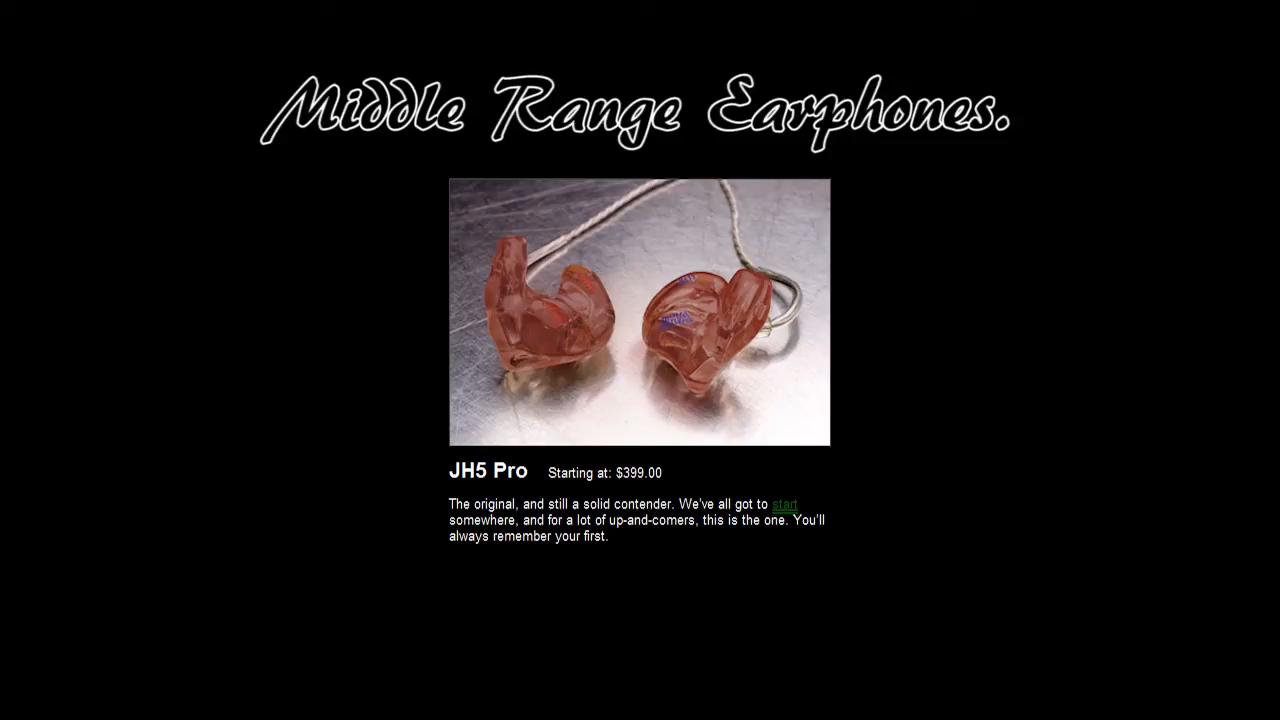 Middle Range Earphones.
JH5 Pro Starting at: $399.00
The original, and still a solid contender. We've all got to start
somewhere, and for a lot of up-and-comers, this is the one. You'll
always remember your first.